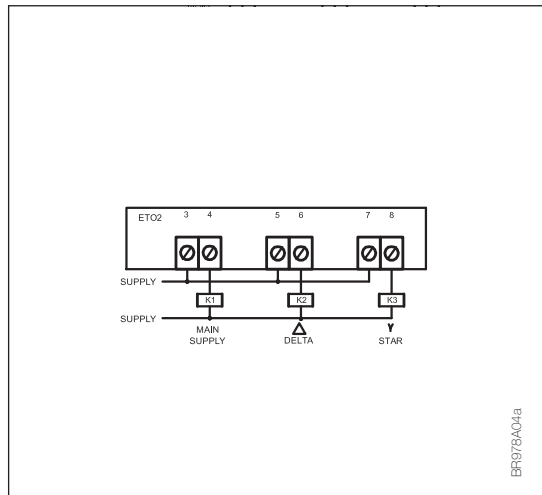 ETO2 3 4 5 6 7 8
SUPPLY
K1 K2 K3
SUPPLY
MAIN SUPPLY
DELTA
Y
STAR
BR978A04a